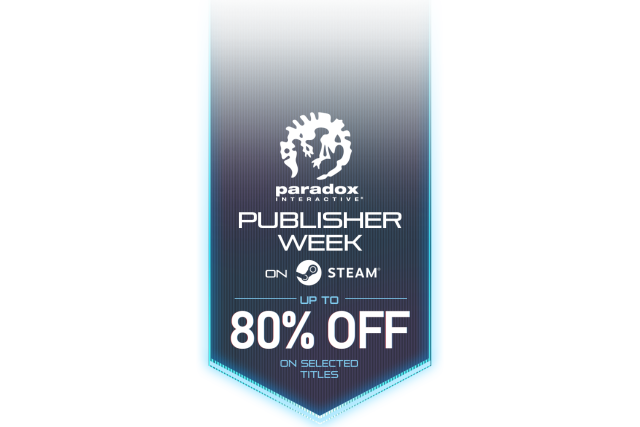 paradox
INTERACTIVE®
PUBLISHER
WEEK
ON STEAM®
UP TO
80% OFF
ON SELECTED
TITLES